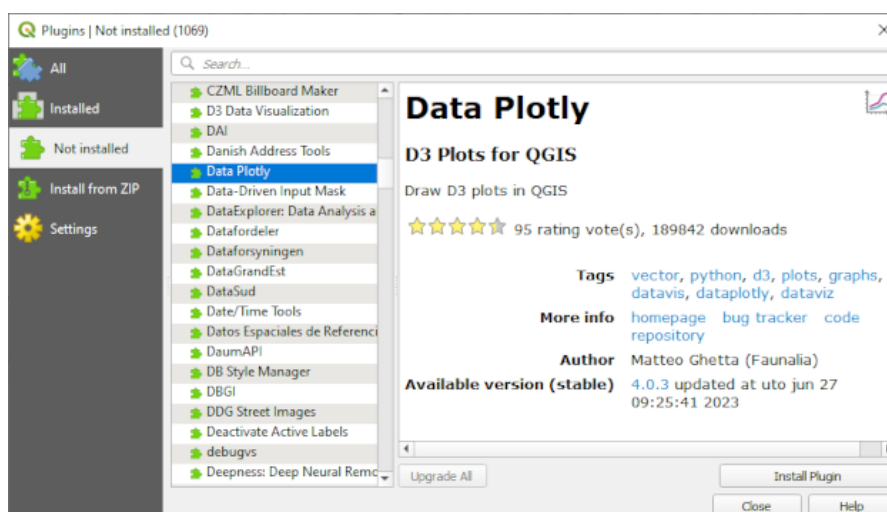 Plugins | Not installed (1069)
All
Installed
Not installed
Install from ZIP
Settings
Search...
CZML Billboard Maker
D3 Data Visualization
DAI
Danish Address Tools
Data Plotly
Data-Driven Input Mask
DataExplorer: Data Analysis a
Datafordeler
Dataforsyningen
DataGrandEst
DataSud
Date/Time Tools
Datos Espaciales de Referenci
DaumAPI
DB Style Manager
DBGI
DDG Street Images
Deactivate Active Labels
debugvs
Deepness: Deep Neural Remo
Data Plotly
D3 Plots for QGIS
Draw D3 plots in QGIS
95 rating vote(s), 189842 downloads
Tags vector, python, d3, plots, graphs,
datavis, dataplotly, dataviz
More info homepage bug tracker code
repository
Author Matteo Ghetta (Faunalia)
Available version (stable) 4.0.3 updated at uto jun 27
09:25:41 2023
Upgrade All
Install Plugin
Close
Help